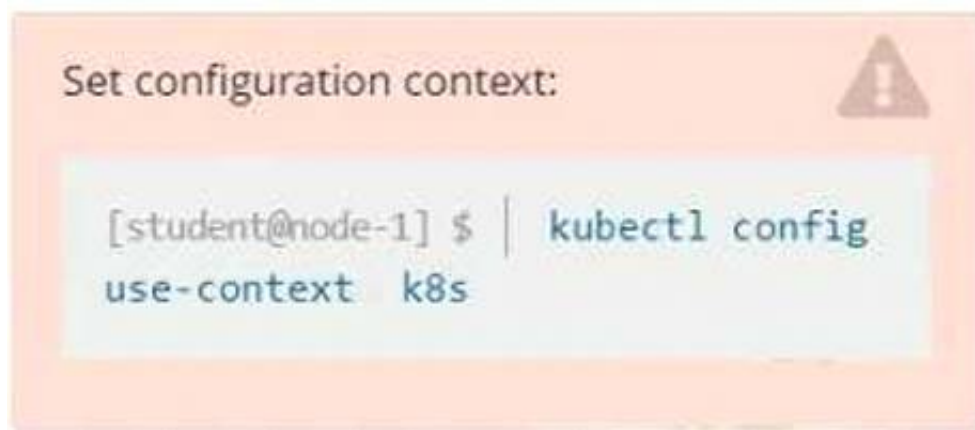 Set configuration context:
[student@node-1] $ | kubectl config
use-context k8s